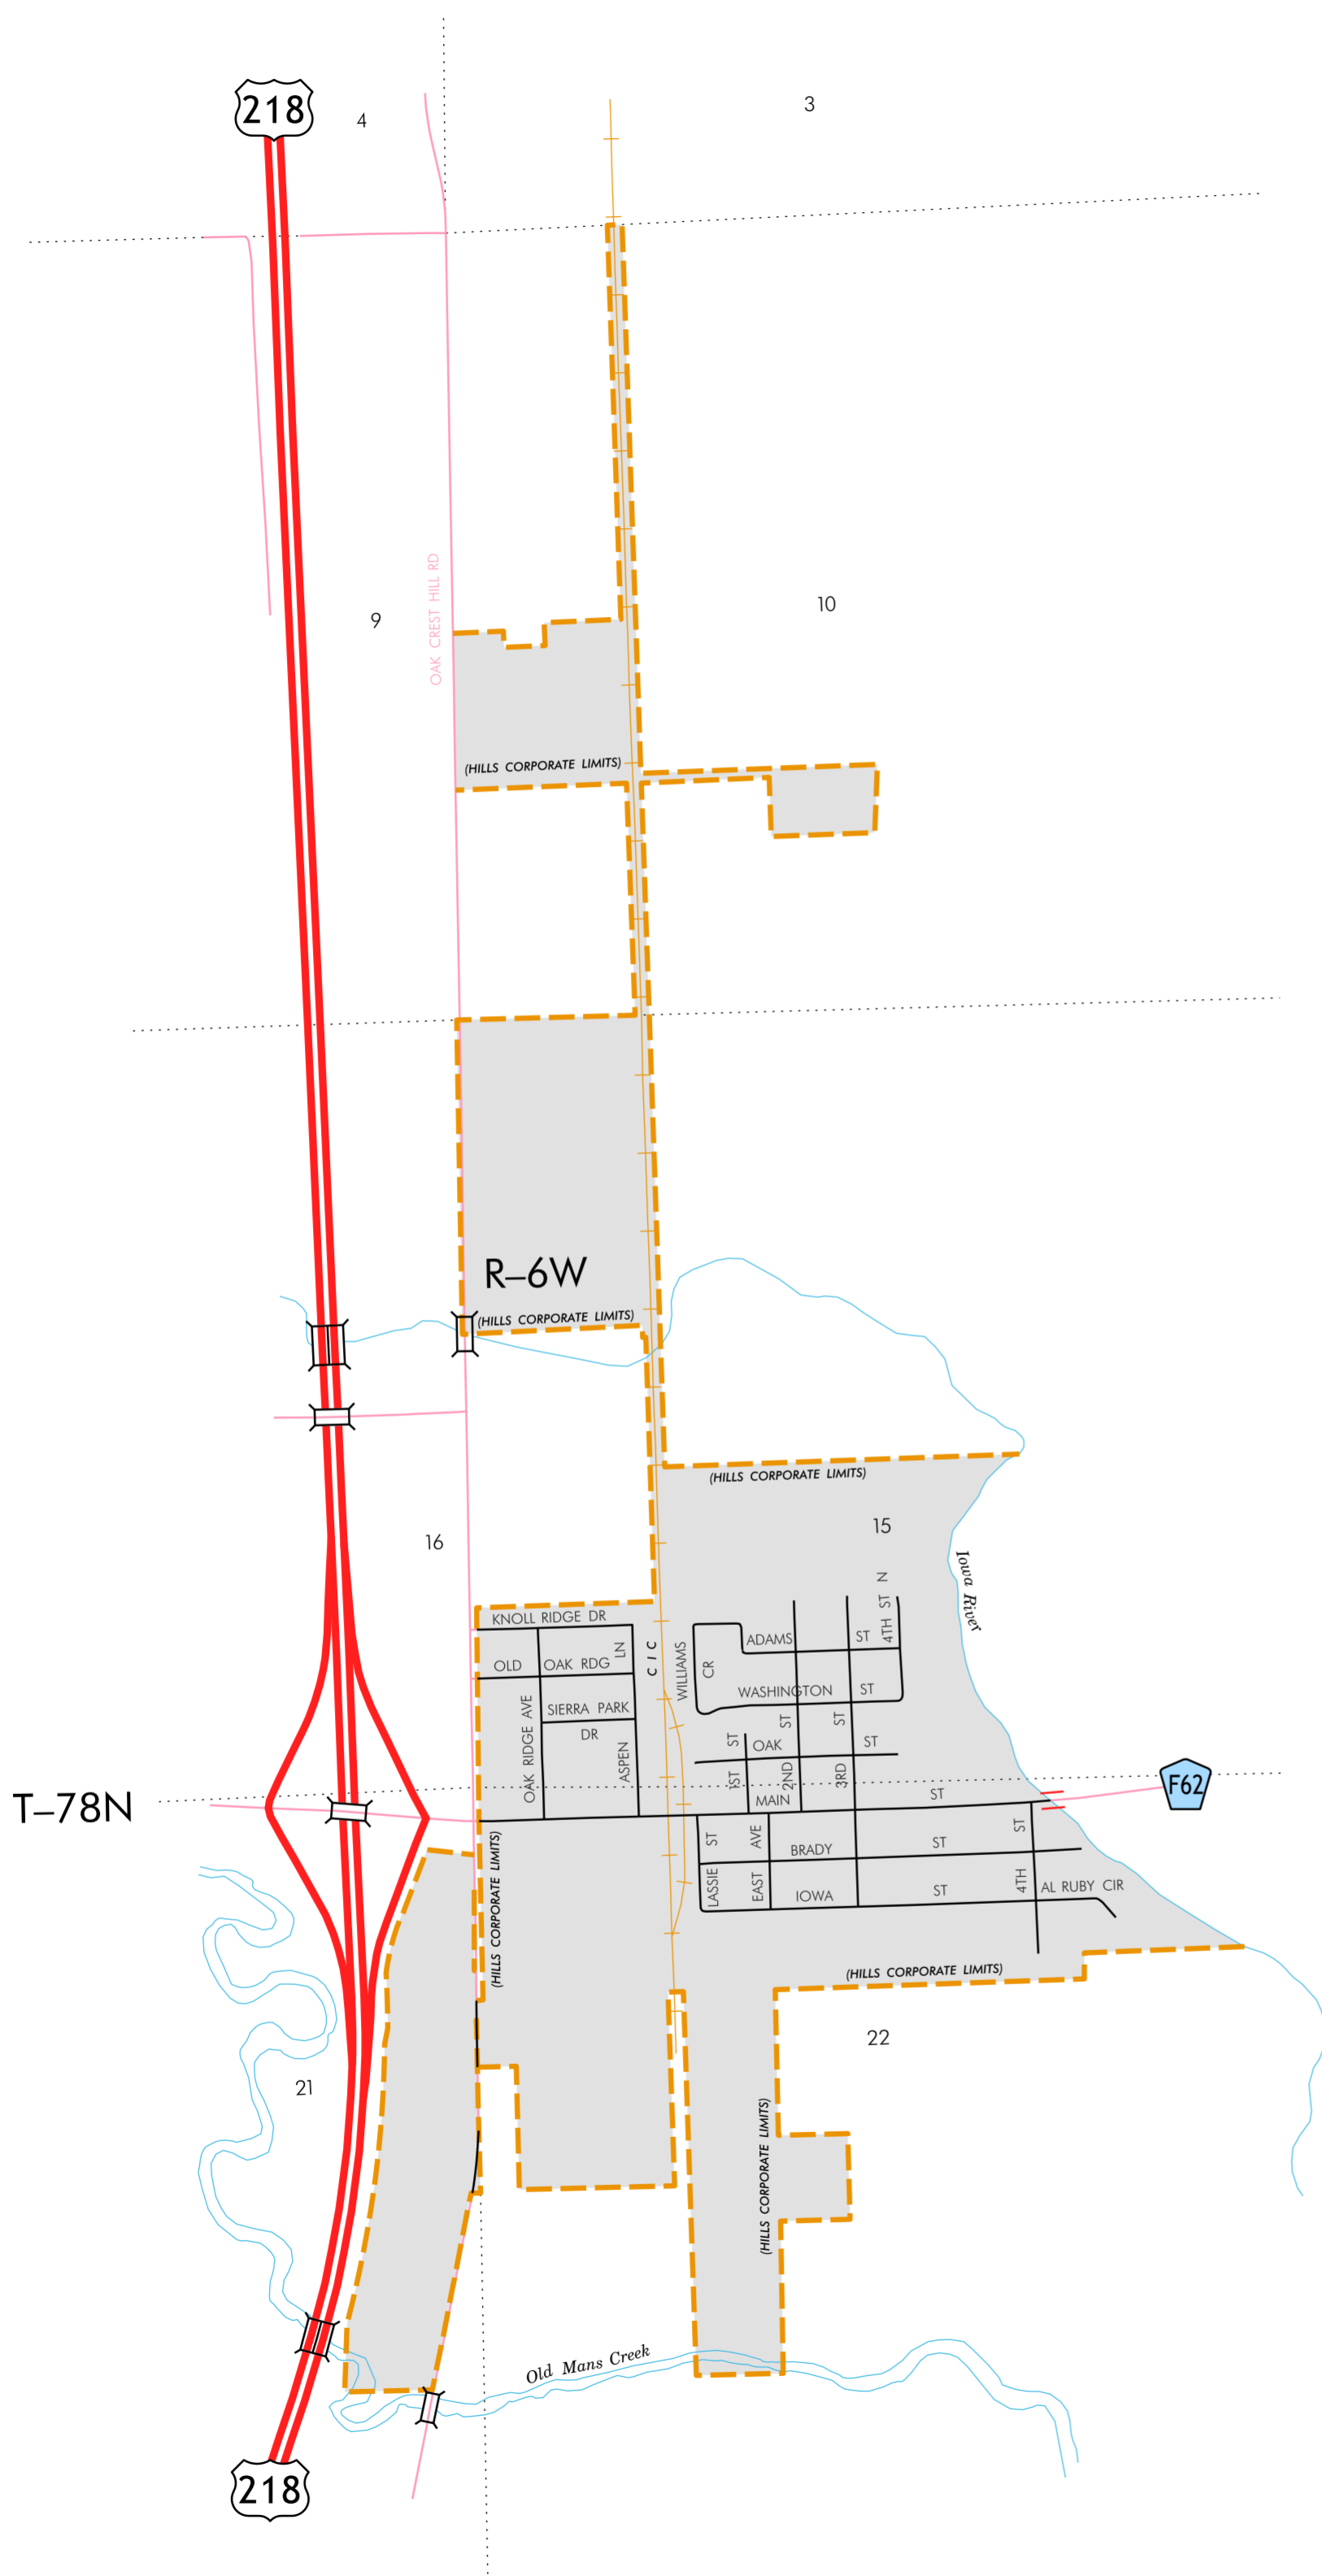 218
4
3
9
10
OAK CREST HILL RD
(HILLS CORPORATE LIMITS)
R–6W
(HILLS CORPORATE LIMITS)
(HILLS CORPORATE LIMITS)
16
15
Iowa River
KNOLL RIDGE DR
OLD OAK RDG
LN
SIERRA PARK
DR
OAK RIDGE AVE
ASPEN
C I C
WILLIAMS
CR
ADAMS ST
4TH ST N
WASHINGTON ST
1ST ST
OAK ST
2ND ST
3RD ST
MAIN ST
T–78N
F62
(HILLS CORPORATE LIMITS)
LASSIE ST
EAST AVE
BRADY ST
IOWA ST
4TH ST
AL RUBY CIR
(HILLS CORPORATE LIMITS)
22
21
(HILLS CORPORATE LIMITS)
Old Mans Creek
218